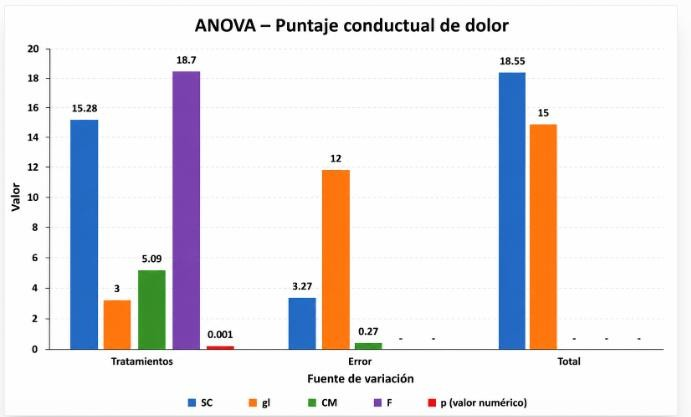 ANOVA – Puntaje conductual de dolor
20
18
16
14
12
10
8
6
4
2
0
Valor
15.28
3
5.09
18.7
0.001
3.27
12
0.27
-
-
18.55
15
-
-
-
Tratamientos
Error
Total
Fuente de variación
SC
gl
CM
F
p (valor numérico)